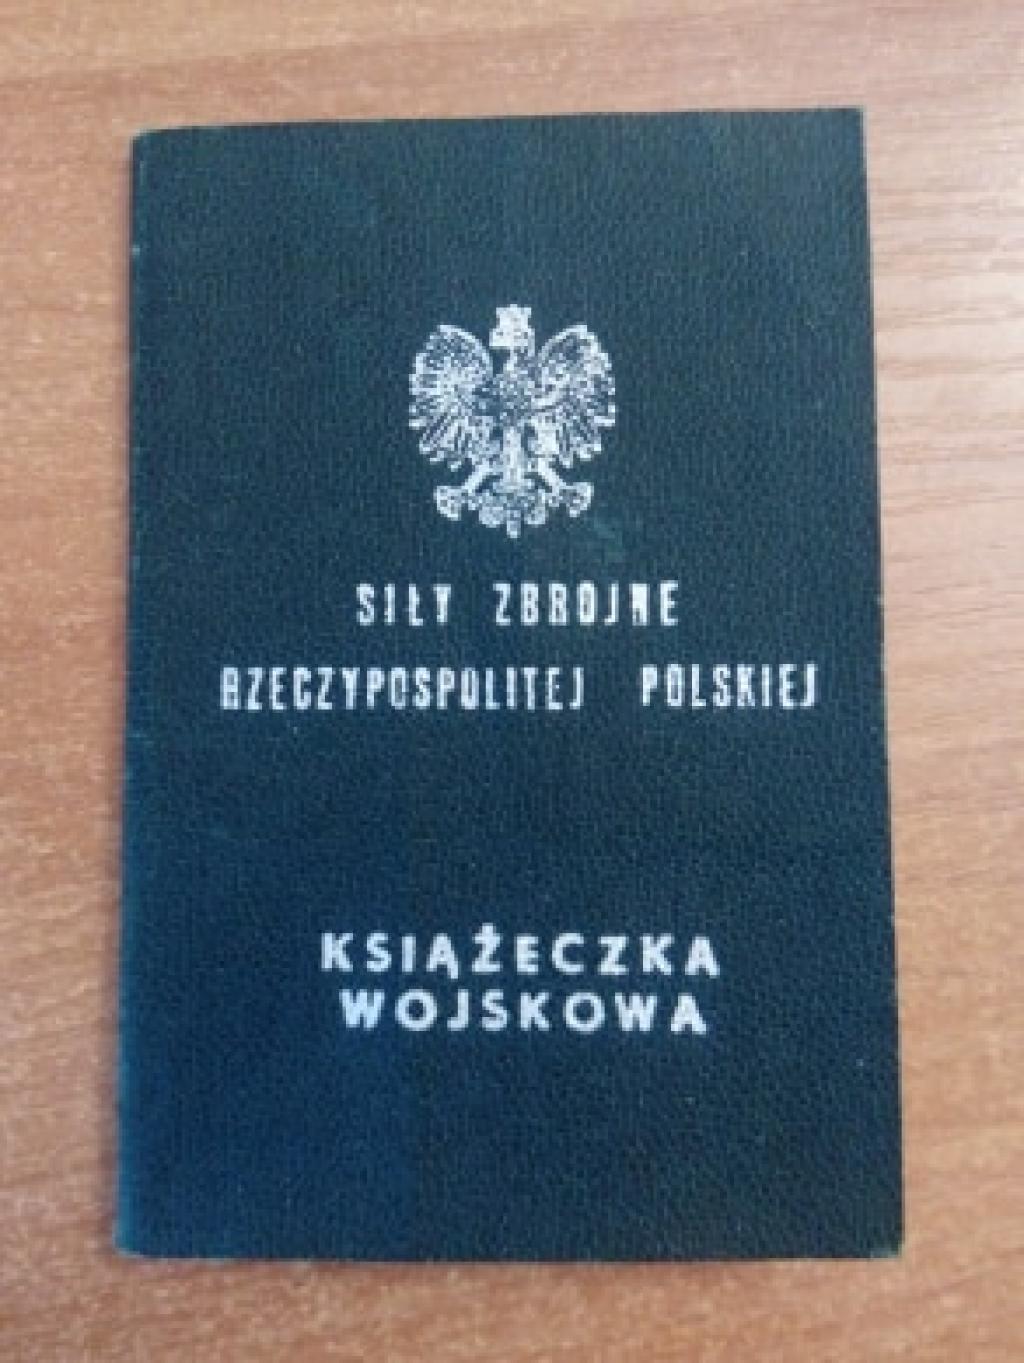 SIŁY ZBROJNE
RZECZYPOSPOLITEJ POLSKIEJ
KSIĄŻECZKA
WOJSKOWA